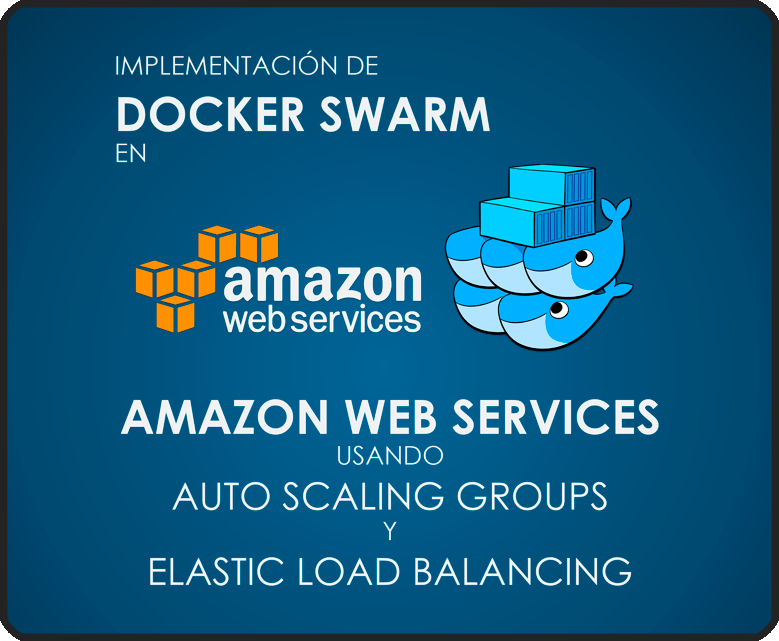 IMPLEMENTACIÓN DE
DOCKER SWARM
EN
amazon
web services
AMAZON WEB SERVICES
USANDO
AUTO SCALING GROUPS
Y
ELASTIC LOAD BALANCING